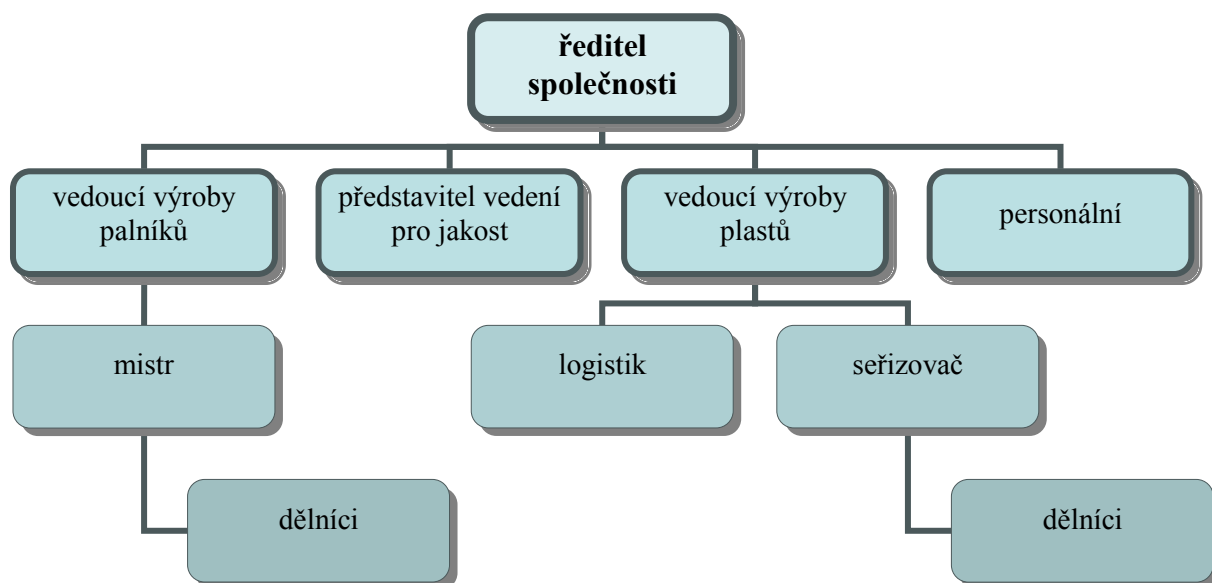 ředitel
společnosti
vedoucí výroby
palníků
představitel vedení
pro jakost
vedoucí výroby
plastů
personální
mistr
logistik
seřizovač
dělníci
dělníci